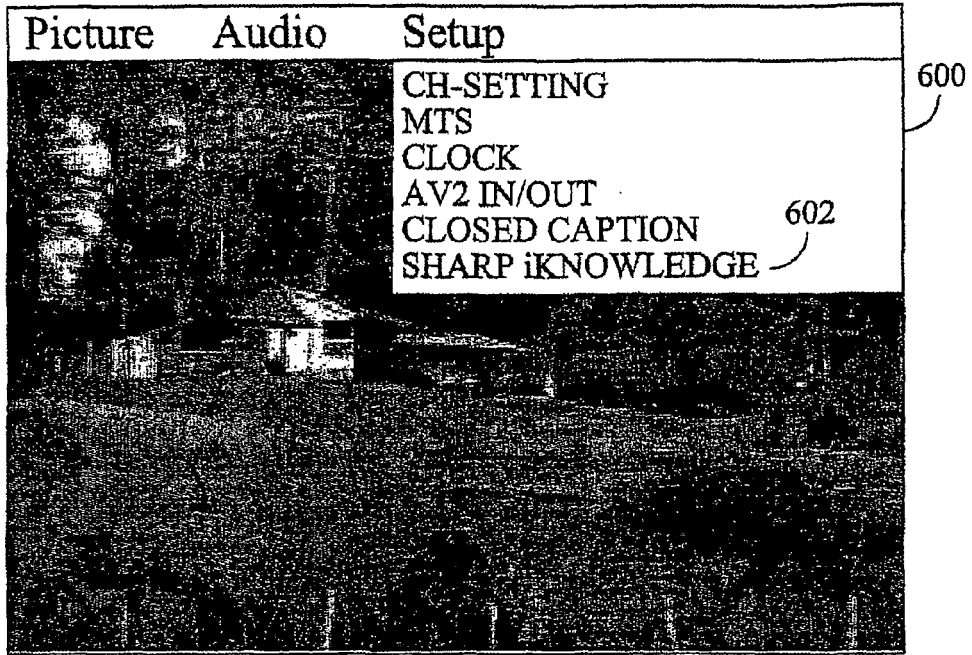 Picture Audio Setup
CH-SETTING
600
MTS
CLOCK
AV2 IN/OUT
602
CLOSED CAPTION
SHARP iKNOWLEDGE